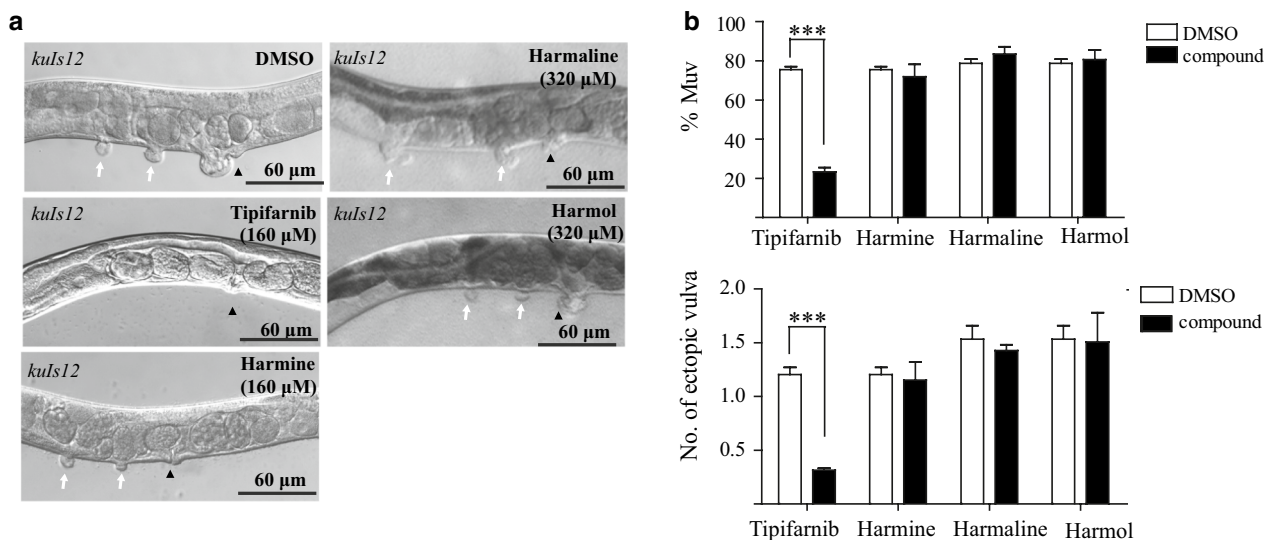 a
kuIs12 DMSO
60 µm
kuIs12 Harmaline
(320 µM)
60 µm
kuIs12 Tipifarnib
(160 µM)
60 µm
kuIs12 Harmol
(320 µM)
60 µm
kuIs12 Harmine
(160 µM)
60 µm
b
% Muv
100
80
60
40
20
***
DMSO
compound
Tipifarnib Harmine Harmaline Harmol
No. of ectopic vulva
2.0
1.5
1.0
0.5
***
DMSO
compound
Tipifarnib Harmine Harmaline Harmol